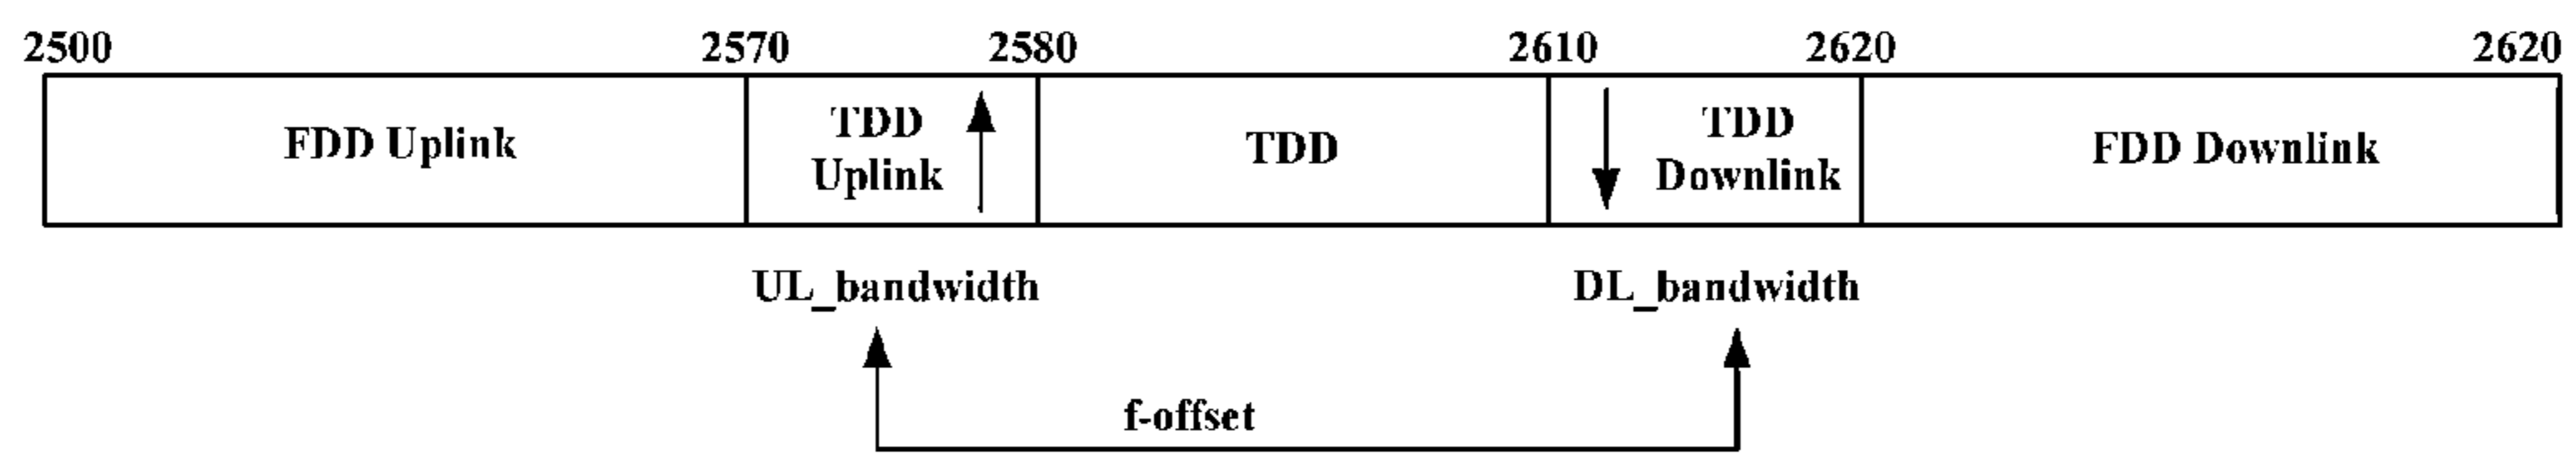 2500 2570 2580 2610 2620 2620
FDD Uplink
TDD
Uplink
TDD
TDD
Downlink
FDD Downlink
UL_bandwidth DL_bandwidth
f-offset